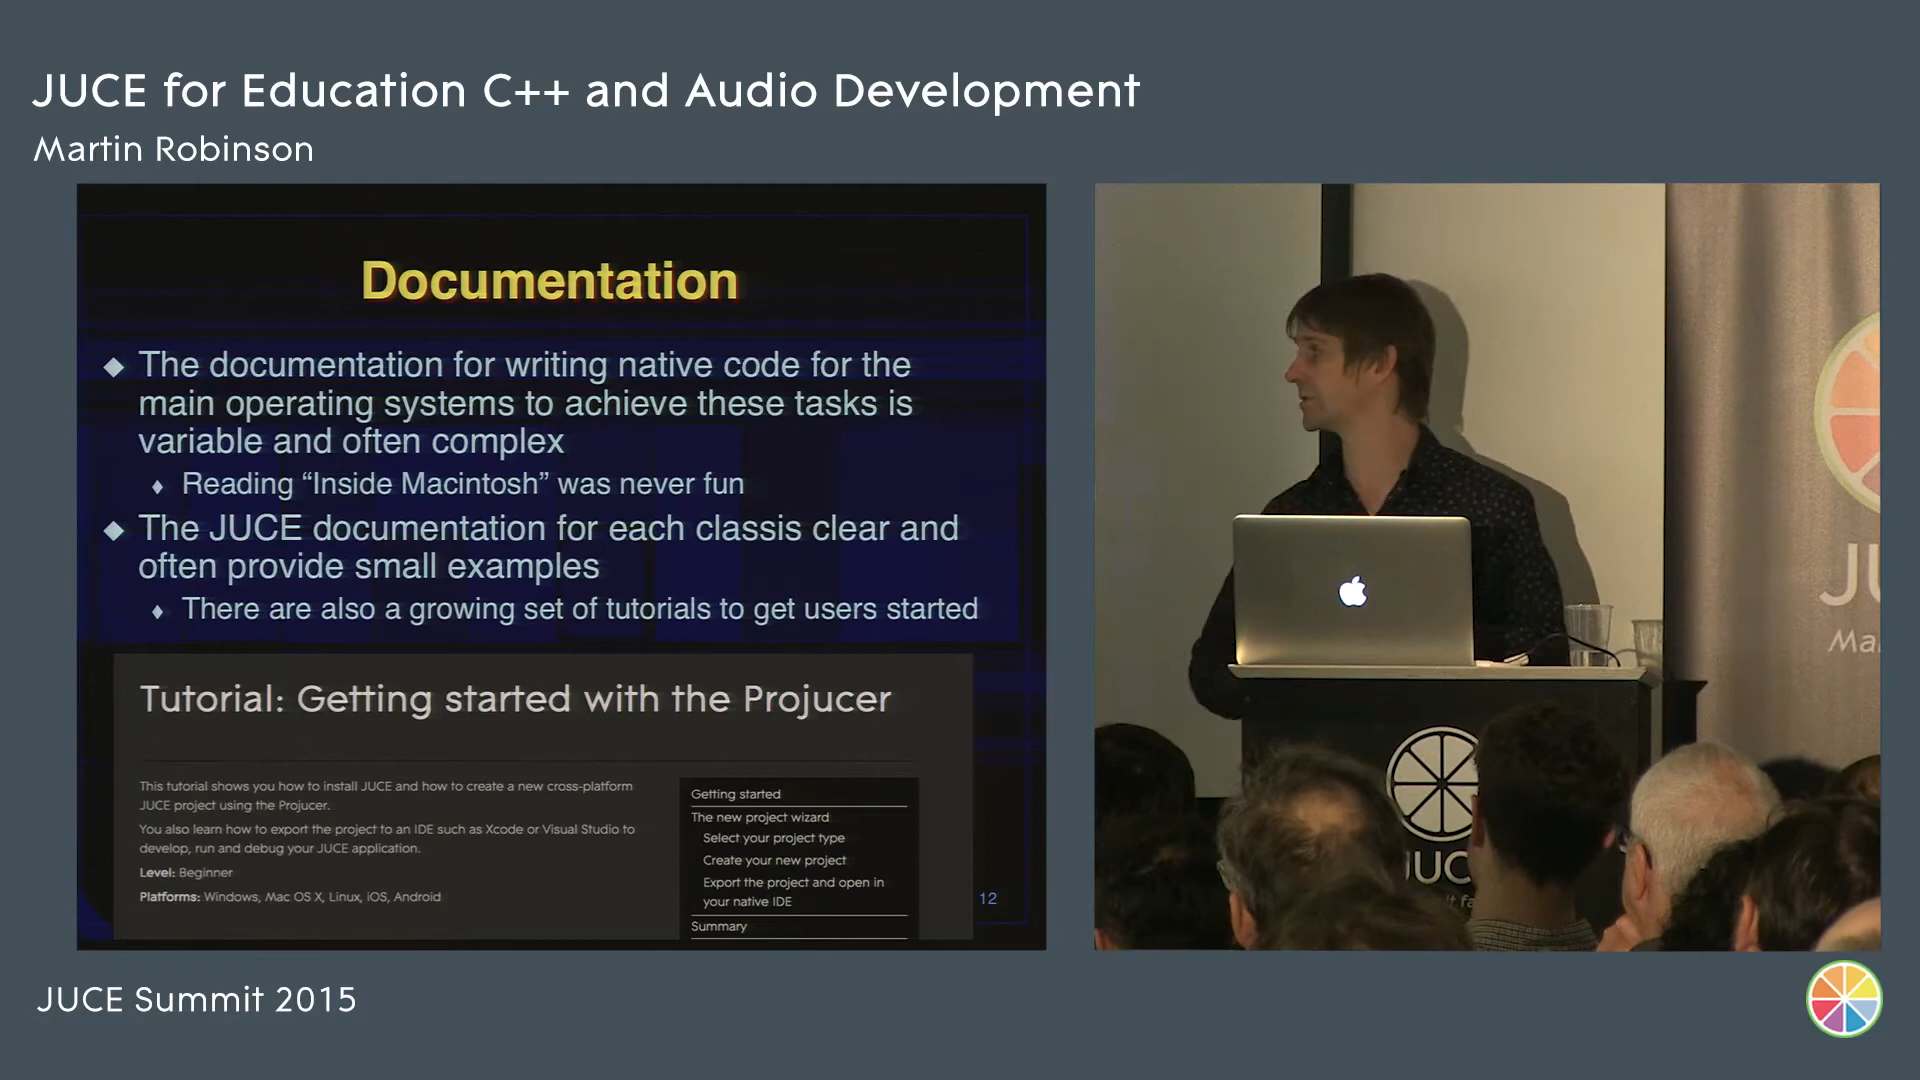 JUCE for Education C++ and Audio Development
Martin Robinson
Documentation
The documentation for writing native code for the
main operating systems to achieve these tasks is
variable and often complex
Reading “Inside Macintosh” was never fun
The JUCE documentation for each classis clear and
often provide small examples
There are also a growing set of tutorials to get users started
Tutorial: Getting started with the Projucer
This tutorial shows you how to install JUCE and how to create a new cross-platform
JUCE project using the Projucer.
You also learn how to export the project to an IDE such as Xcode or Visual Studio to
develop, run and debug your JUCE application.
Level: Beginner
Platforms: Windows, Mac OS X, Linux, iOS, Android
Getting started
The new project wizard
Select your project type
Create your new project
Export the project and open in
your native IDE
Summary
12
JUC
JUCE Summit 2015